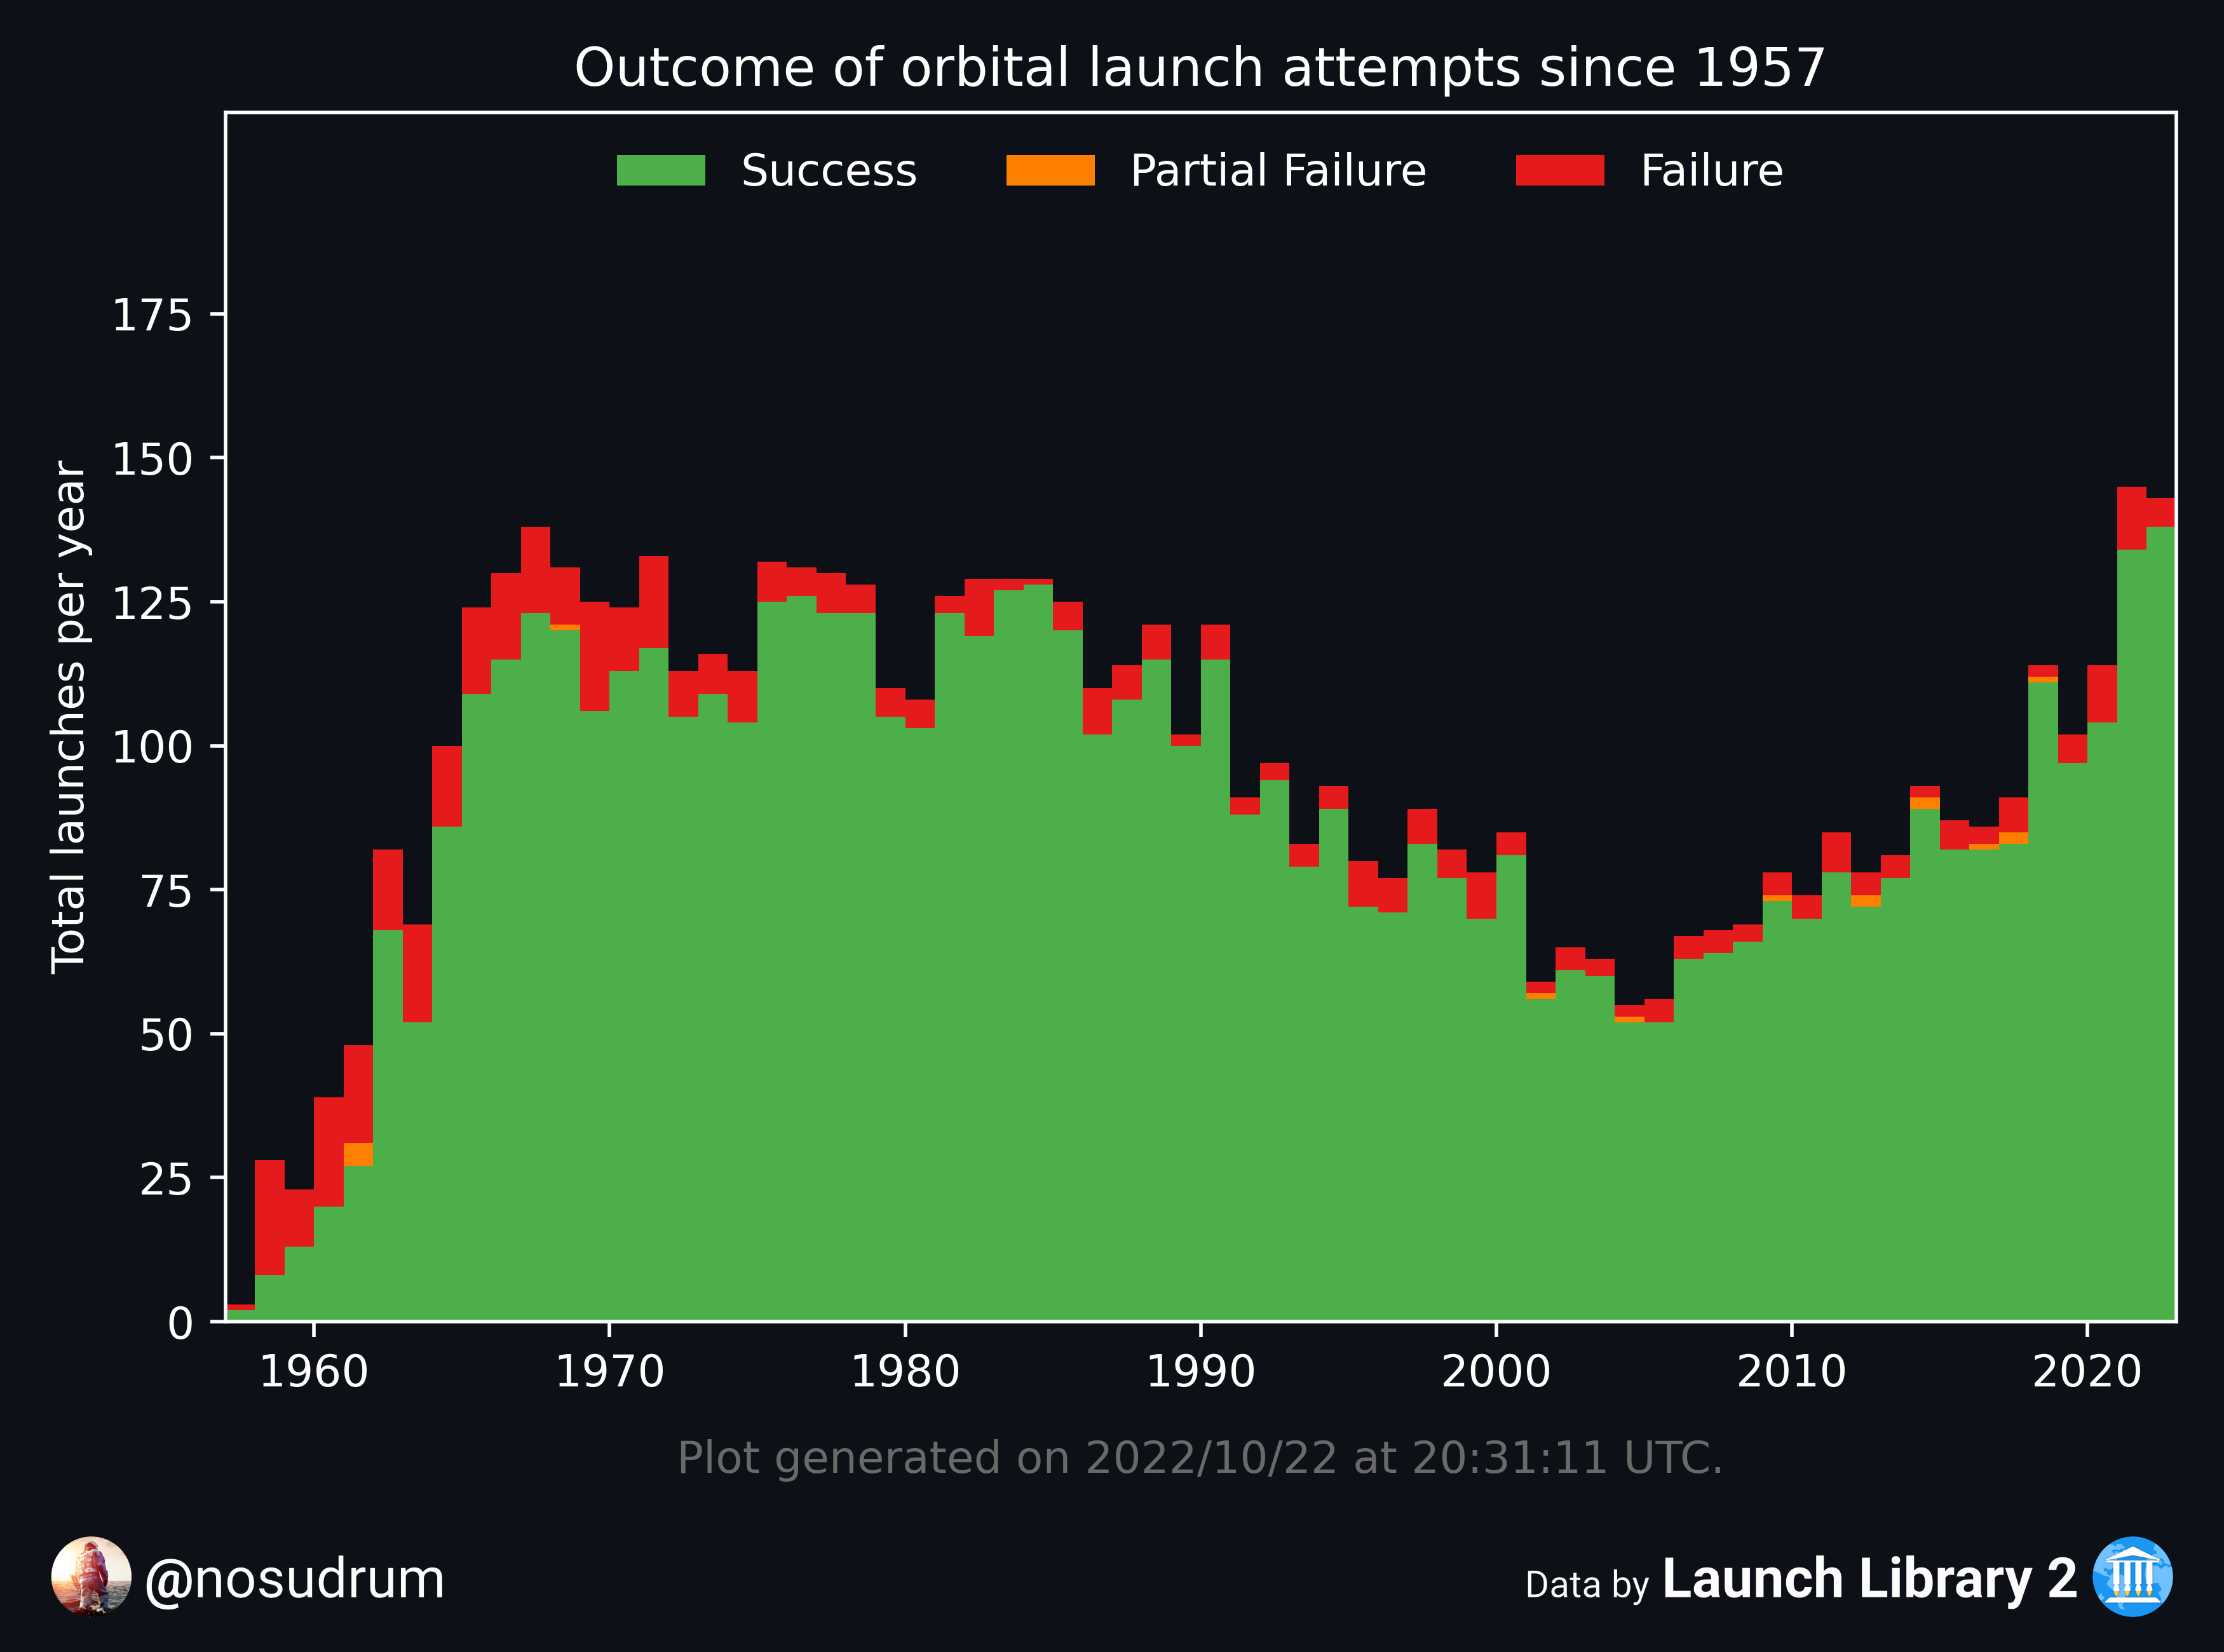 Outcome of orbital launch attempts since 1957
Success Partial Failure Failure
Total launches per year
175
150
125
100
75
50
25
0
1960 1970 1980 1990 2000 2010 2020
Plot generated on 2022/10/22 at 20:31:11 UTC.
@nosudrum
Data by Launch Library 2